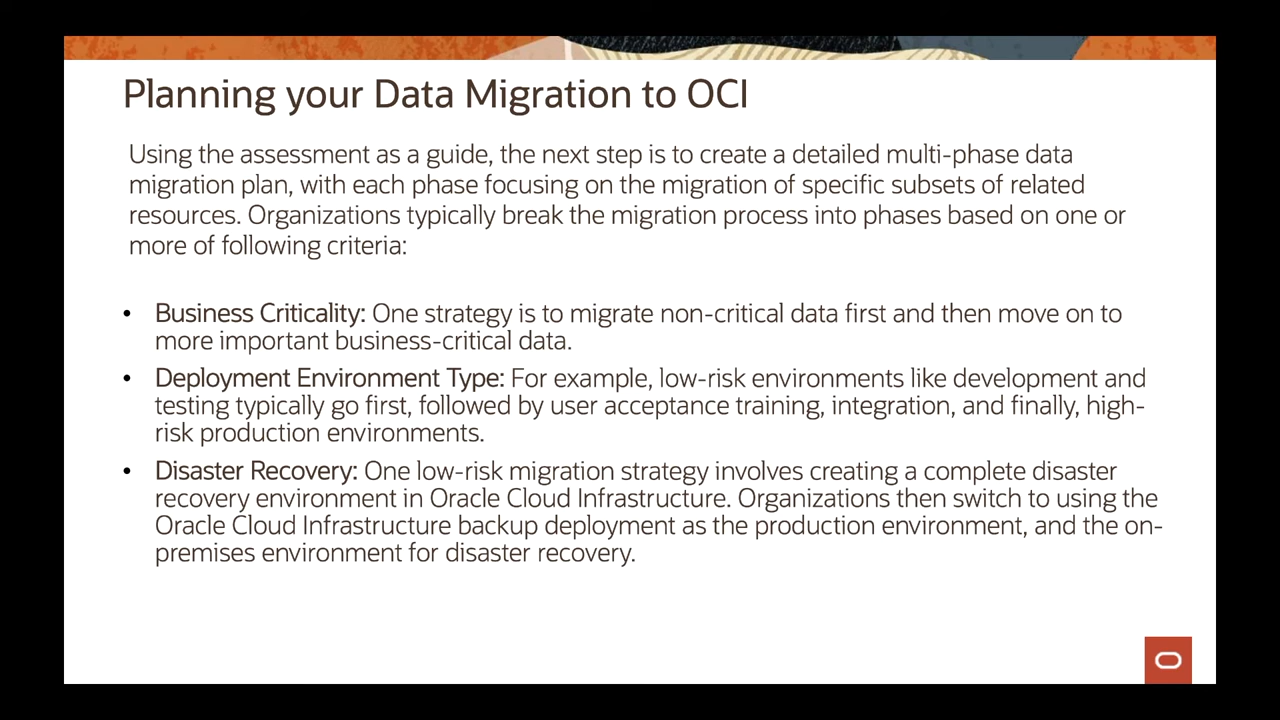 Planning your Data Migration to OCI
Using the assessment as a guide, the next step is to create a detailed multi-phase data
migration plan, with each phase focusing on the migration of specific subsets of related
resources. Organizations typically break the migration process into phases based on one or
more of following criteria:
• Business Criticality: One strategy is to migrate non-critical data first and then move on to
more important business-critical data.
• Deployment Environment Type: For example, low-risk environments like development and
testing typically go first, followed by user acceptance training, integration, and finally, high-
risk production environments.
• Disaster Recovery: One low-risk migration strategy involves creating a complete disaster
recovery environment in Oracle Cloud Infrastructure. Organizations then switch to using the
Oracle Cloud Infrastructure backup deployment as the production environment, and the on-
premises environment for disaster recovery.